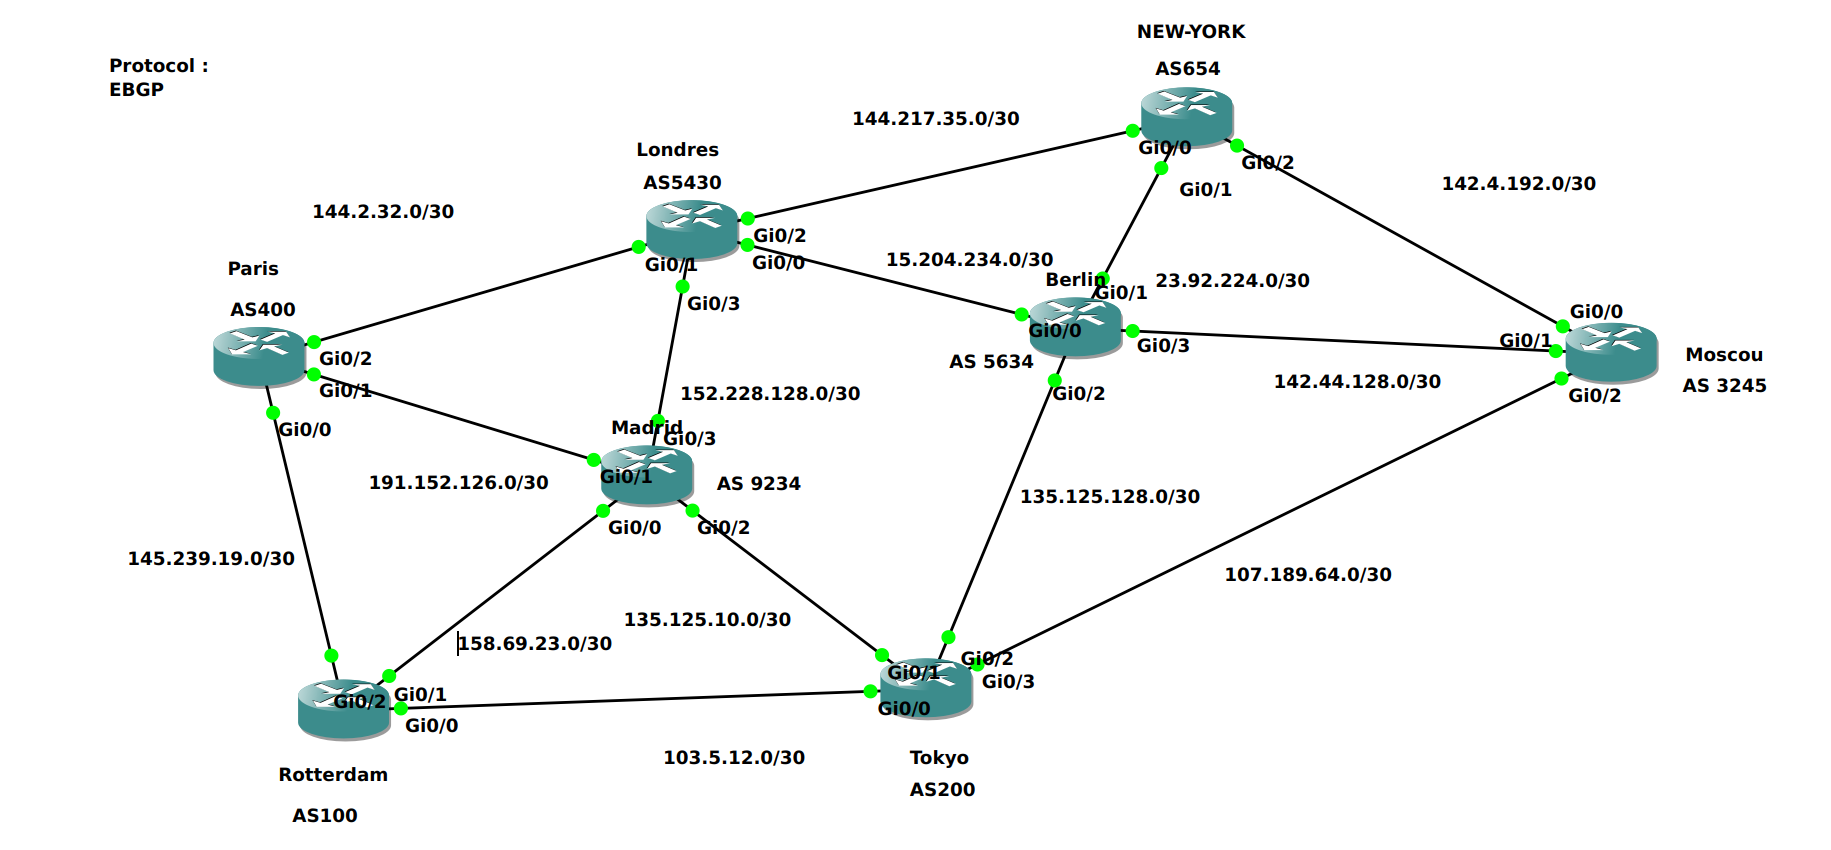 NEW-YORK
AS654
Protocol :
EBGP
144.217.35.0/30
Gi0/0
Gi0/2
Gi0/1
142.4.192.0/30
Londres
AS5430
144.2.32.0/30
Gi0/2
Gi0/1
Gi0/0
Gi0/3
15.204.234.0/30
Berlin
Gi0/1
23.92.224.0/30
Paris
AS400
Gi0/0
Gi0/3
AS 5634
Gi0/2
Gi0/0
Gi0/1
Moscou
AS 3245
Gi0/2
142.44.128.0/30
Gi0/2
Gi0/1
Gi0/0
152.228.128.0/30
Madrid
Gi0/3
Gi0/1
AS 9234
191.152.126.0/30
Gi0/0
Gi0/2
135.125.128.0/30
145.239.19.0/30
107.189.64.0/30
135.125.10.0/30
158.69.23.0/30
Gi0/2
Gi0/1
Gi0/3
Gi0/0
Gi0/2
Gi0/1
Gi0/0
103.5.12.0/30
Tokyo
AS200
Rotterdam
AS100